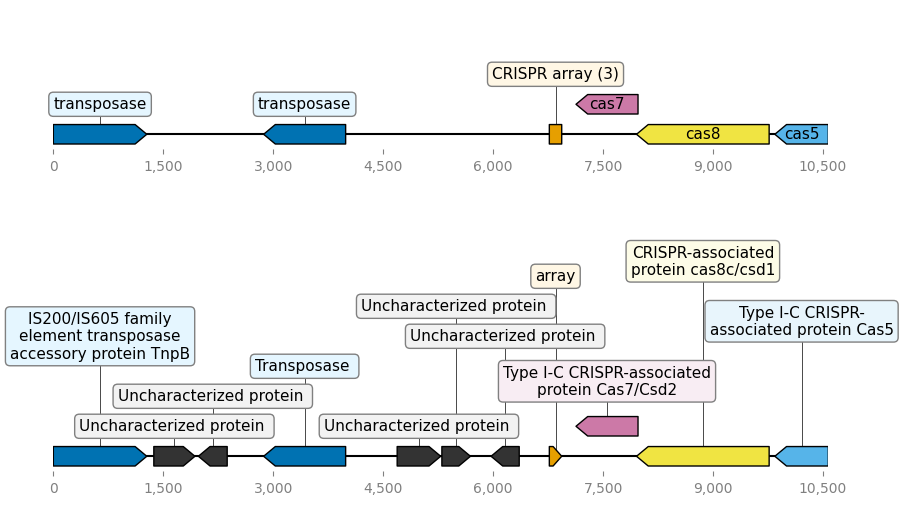 CRISPR array (3)
transposase
transposase
cas7
cas8
cas5
0
1,500
3,000
4,500
6,000
7,500
9,000
10,500
CRISPR-associated
protein cas8c/csd1
array
Uncharacterized protein
Type I-C CRISPR-
associated protein Cas5
IS200/IS605 family
element transposase
accessory protein TnpB
Uncharacterized protein
Transposase
Type I-C CRISPR-associated
protein Cas7/Csd2
Uncharacterized protein
Uncharacterized protein
Uncharacterized protein
0
1,500
3,000
4,500
6,000
7,500
9,000
10,500